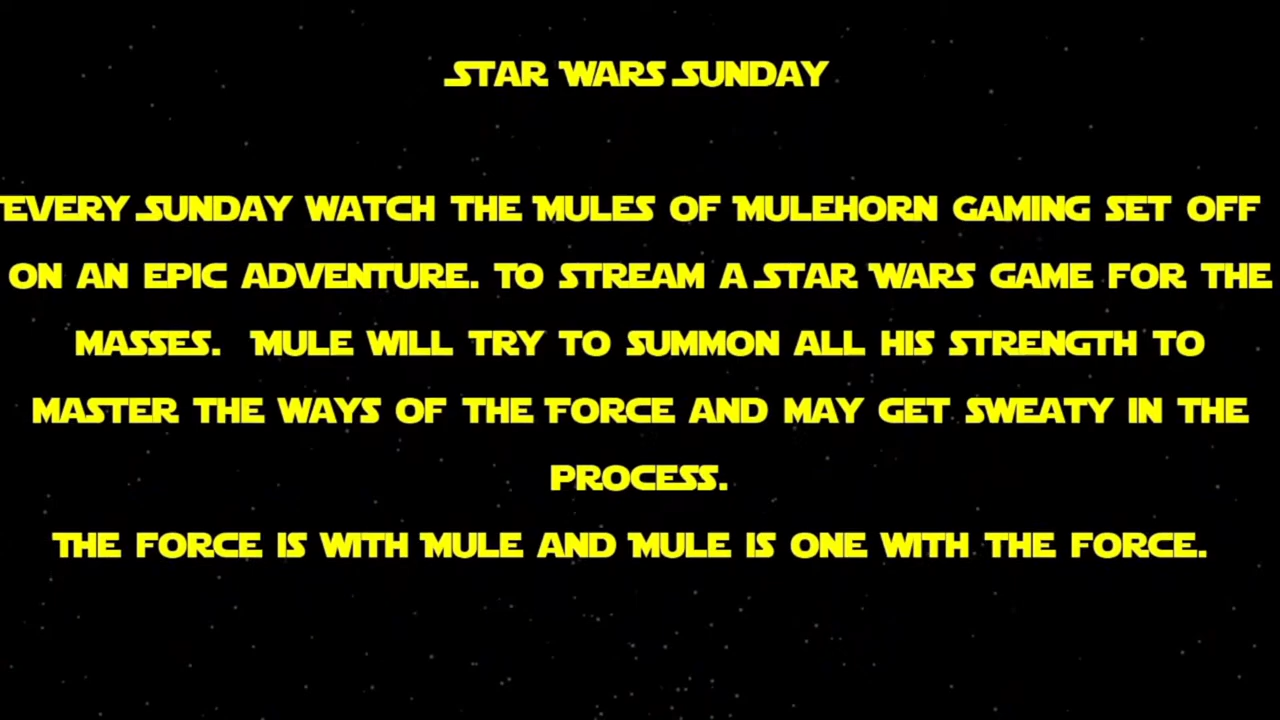 Star Wars Sunday
Every Sunday watch the Mules of Mulehorn Gaming set off
on an epic adventure. To stream a Star Wars game for the
masses.  Mule will try to summon all his strength to
master the ways of the Force and may get sweaty in the
process.
The force is with Mule and Mule is one with the force.